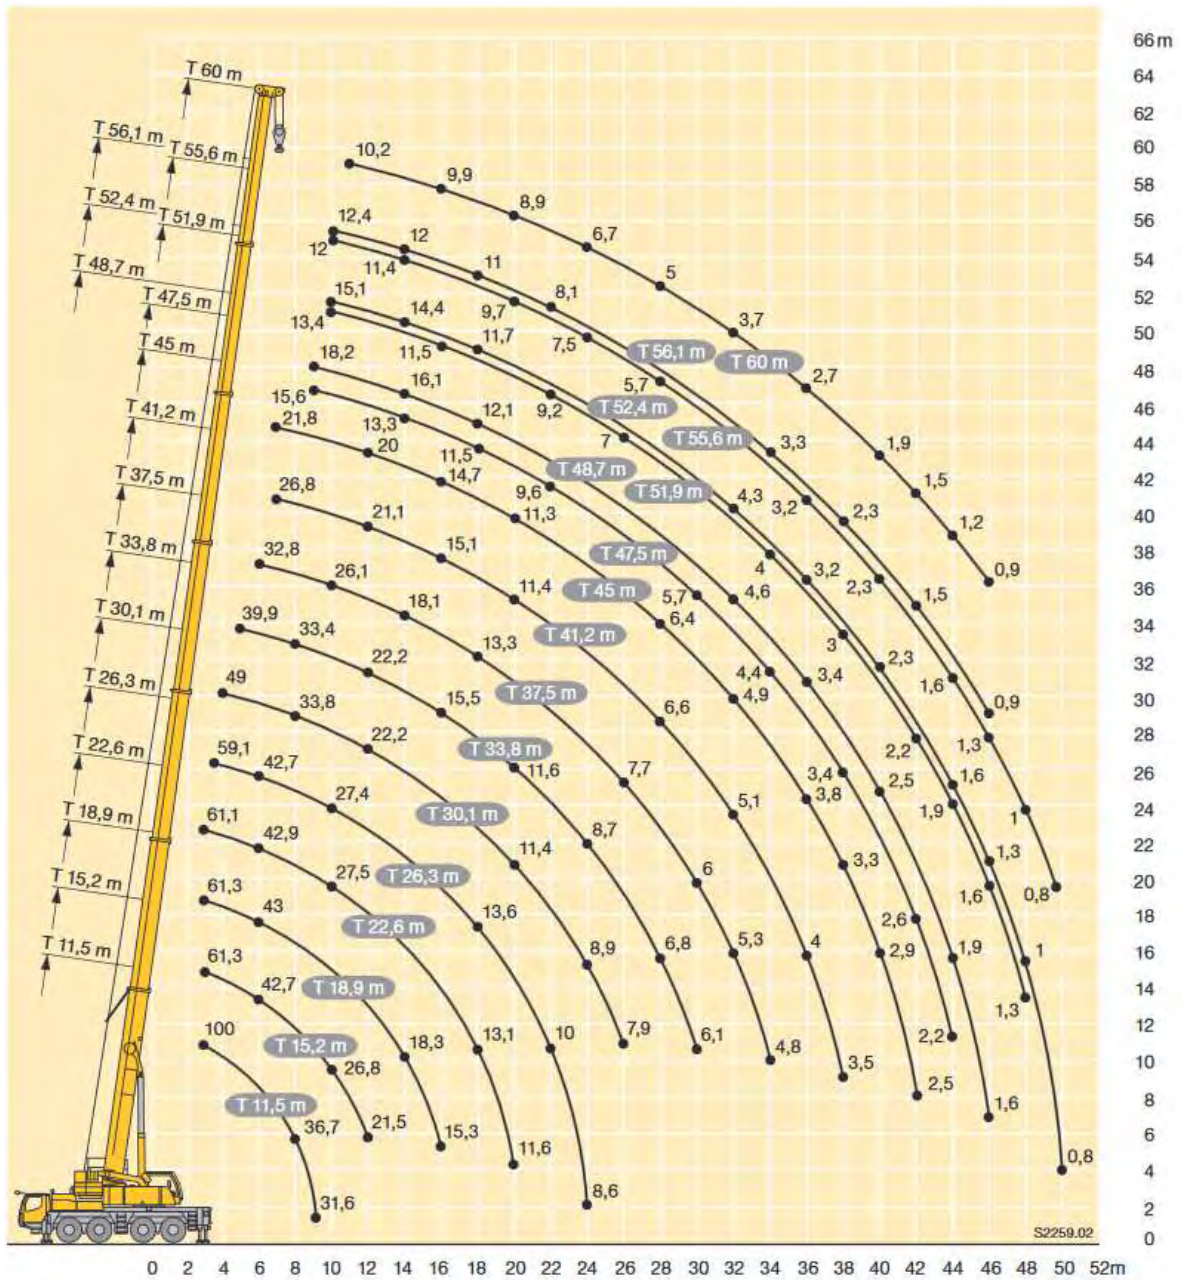 66 m
64
62
60
58
56
54
52
50
48
46
44
42
40
38
36
34
32
30
28
26
24
22
20
18
16
14
12
10
8
6
4
2
0
T 60 m
T 56,1 m
T 55,6 m
T 52,4 m
T 51,9 m
T 48,7 m
T 47,5 m
T 45 m
T 41,2 m
T 37,5 m
T 33,8 m
T 30,1 m
T 26,3 m
T 22,6 m
T 18,9 m
T 15,2 m
T 11,5 m
10,2 9,9 8,9 6,7 5 3,7 T 60 m 2,7 1,9 1,5 1,2 0,9
12,4 12 11 8,1 T 56,1 m 3,3 2,3 1,5 0,9
12 11,4 9,7 7,5 5,7 T 55,6 m 3,2 2,3 1,6 1,3 1 0,8
15,1 14,4 11,7 T 52,4 m 4,3 3,2 2,3 1,6 1,3 1 0,8
13,4 11,5 9,2 7 T 51,9 m 4 3 2,2 1,9 1,6 1,3
18,2 16,1 12,1 T 48,7 m 4,6 3,4 2,5 1,9 1,6
15,6 13,3 11,5 9,6 T 47,5 m 5,7 4,4 3,4 2,6 2,2
21,8 20 14,7 11,3 T 45 m 6,4 4,9 3,8 3,3 2,9 2,5
26,8 21,1 15,1 11,4 T 41,2 m 6,6 5,1 4 3,5
32,8 26,1 18,1 13,3 T 37,5 m 7,7 6 5,3 4,8
39,9 33,4 22,2 15,5 T 33,8 m 11,6 8,7 6,8 6,1
49 33,8 22,2 T 30,1 m 11,4 8,9 7,9
59,1 42,7 27,4 T 26,3 m 13,6 10 8,6
61,1 42,9 27,5 T 22,6 m 13,1 11,6
61,3 43 T 18,9 m 18,3 15,3
61,3 42,7 T 15,2 m 26,8 21,5
100 T 11,5 m 36,7 31,6
S2259.02
0 2 4 6 8 10 12 14 16 18 20 22 24 26 28 30 32 34 36 38 40 42 44 46 48 50 52m